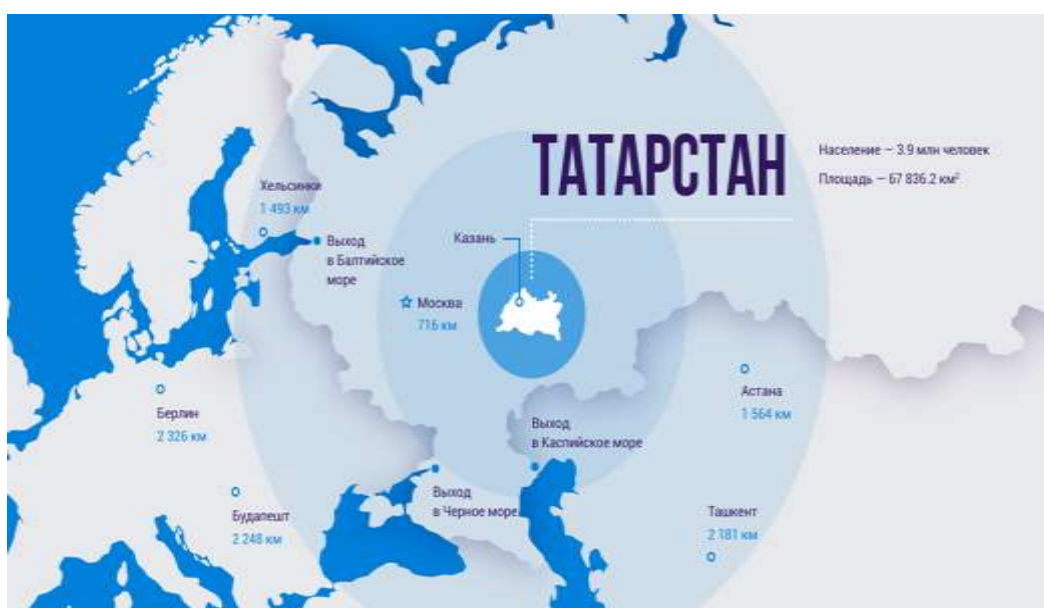 ТАТАРСТАН
Население – 3.9 млн человек
Площадь – 67 836.2 км²
Хельсинки
1 493 км
Выход
в Балтийское
море
Казань
Москва
716 км
Берлин
2 326 км
Будапешт
2 248 км
Выход
в Каспийское море
Выход
в Черное море
Астана
1 564 км
Ташкент
2 181 км